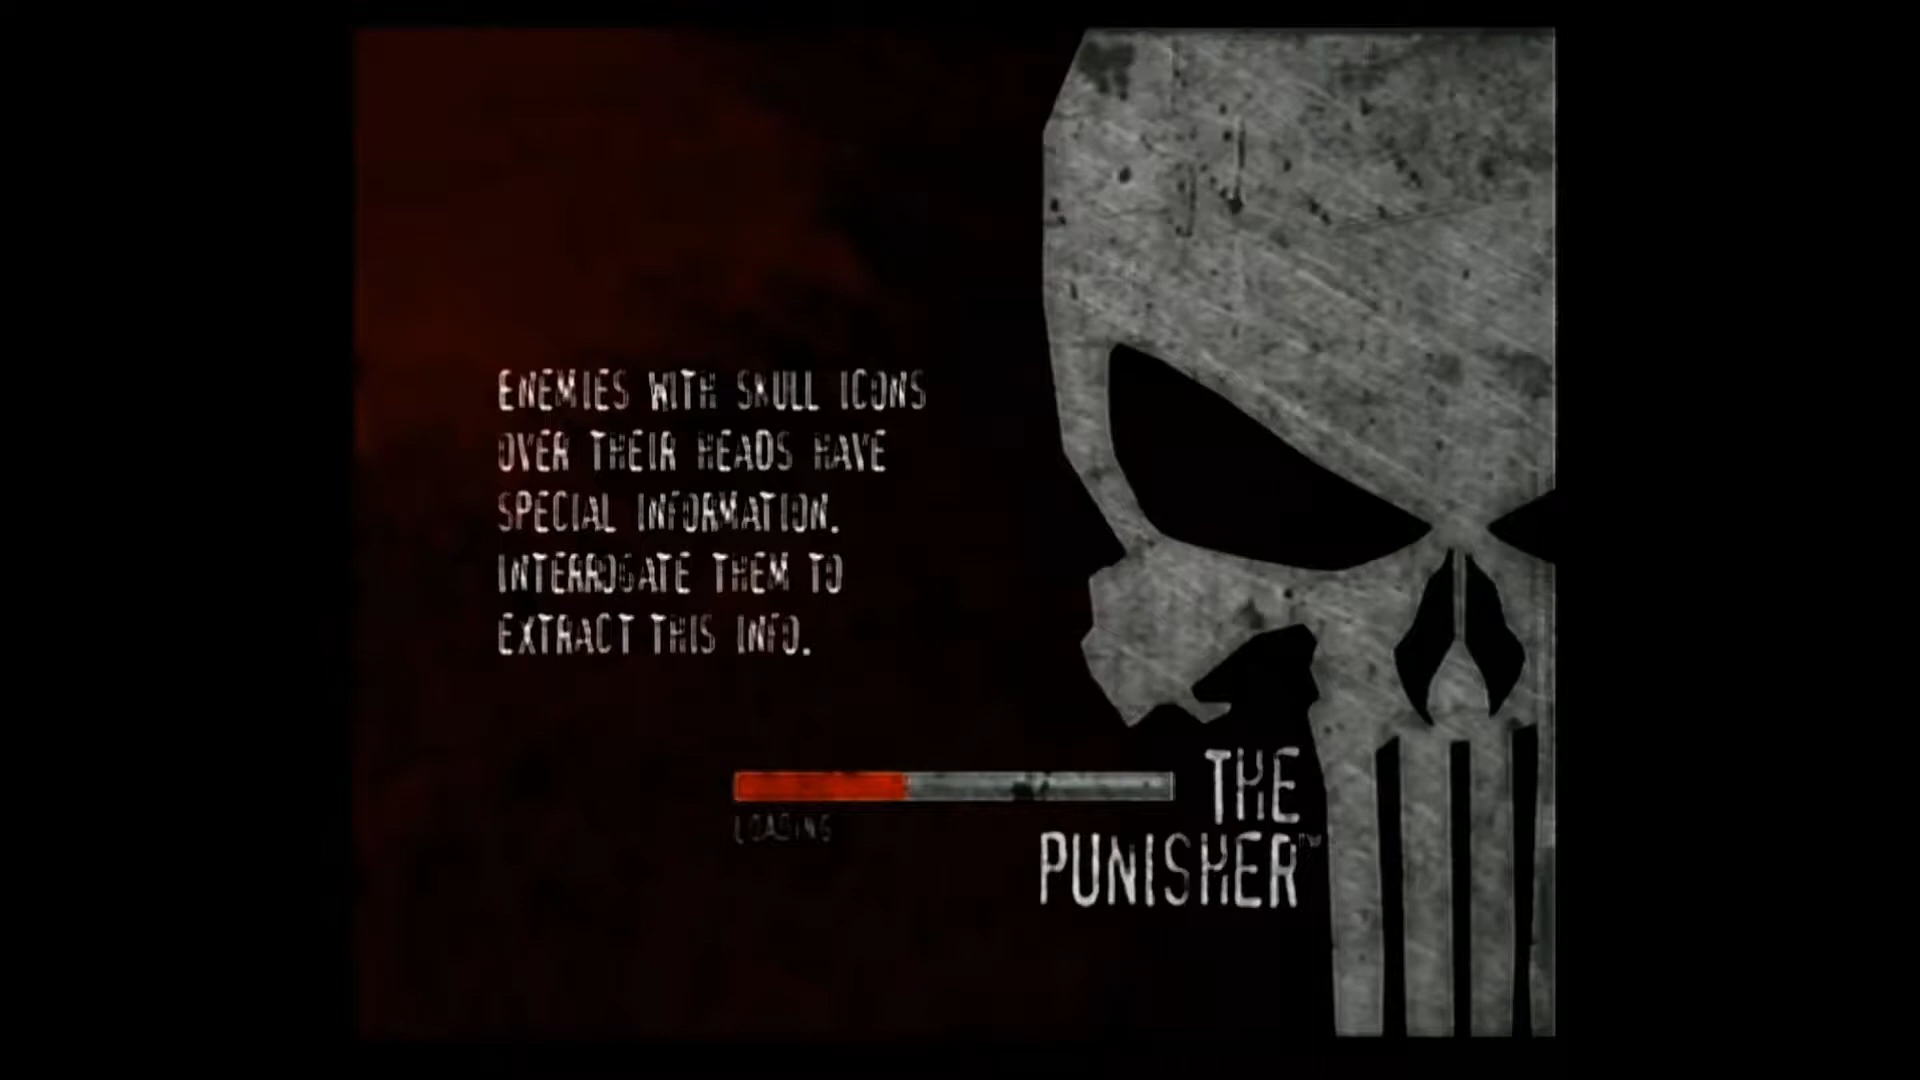 ENEMIES WITH SKULL ICONS
OVER THEIR HEADS HAVE
SPECIAL INFORMATION.
INTERROGATE THEM TO
EXTRACT THIS INFO.
LOADING
THE
PUNISHER™